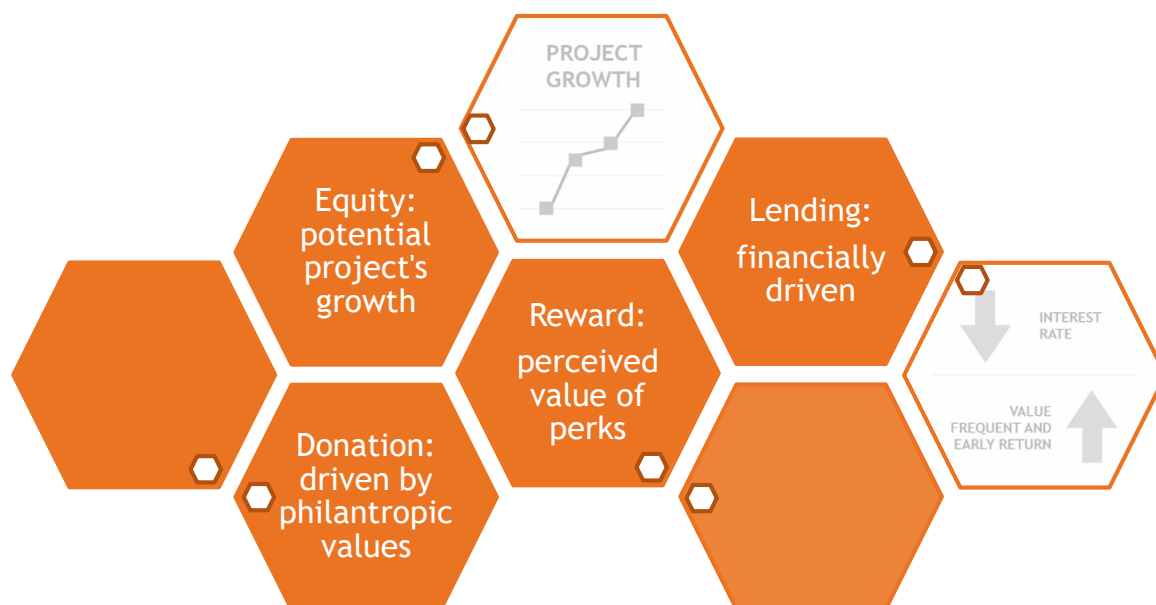 PROJECT
GROWTH
Equity:
potential
project's
growth
Lending:
financially
driven
Reward:
perceived
value of
perks
INTEREST
RATE
VALUE
FREQUENT AND
EARLY RETURN
Donation:
driven by
philantropic
values